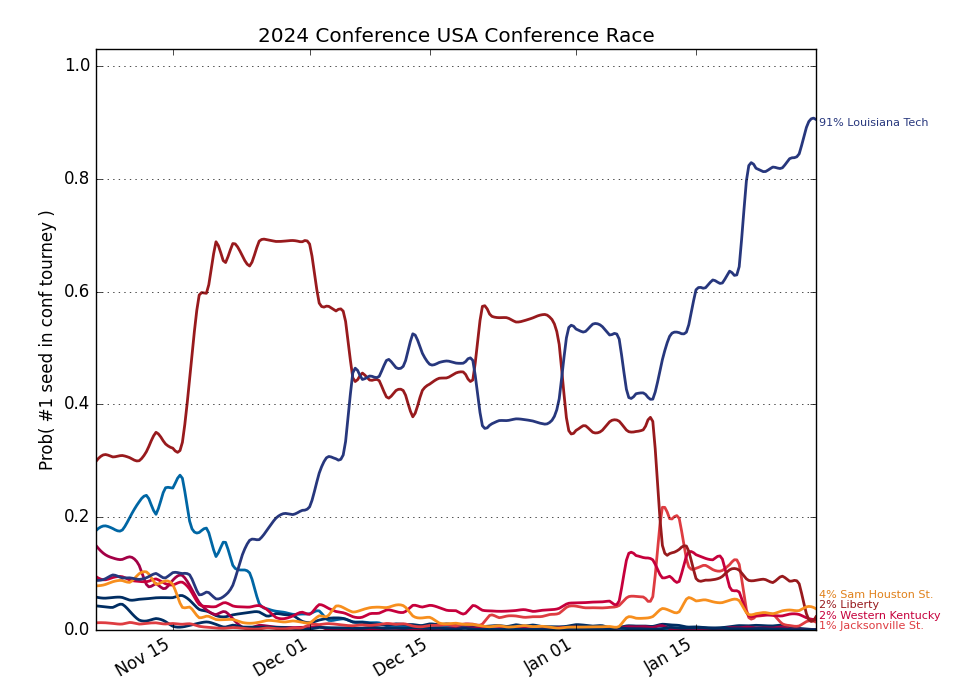 2024 Conference USA Conference Race
Prob( #1 seed in conf tourney )
1.0
0.8
0.6
0.4
0.2
0.0
Nov 15
Dec 01
Dec 15
Jan 01
Jan 15
91% Louisiana Tech
4% Sam Houston St.
2% Liberty
2% Western Kentucky
1% Jacksonville St.